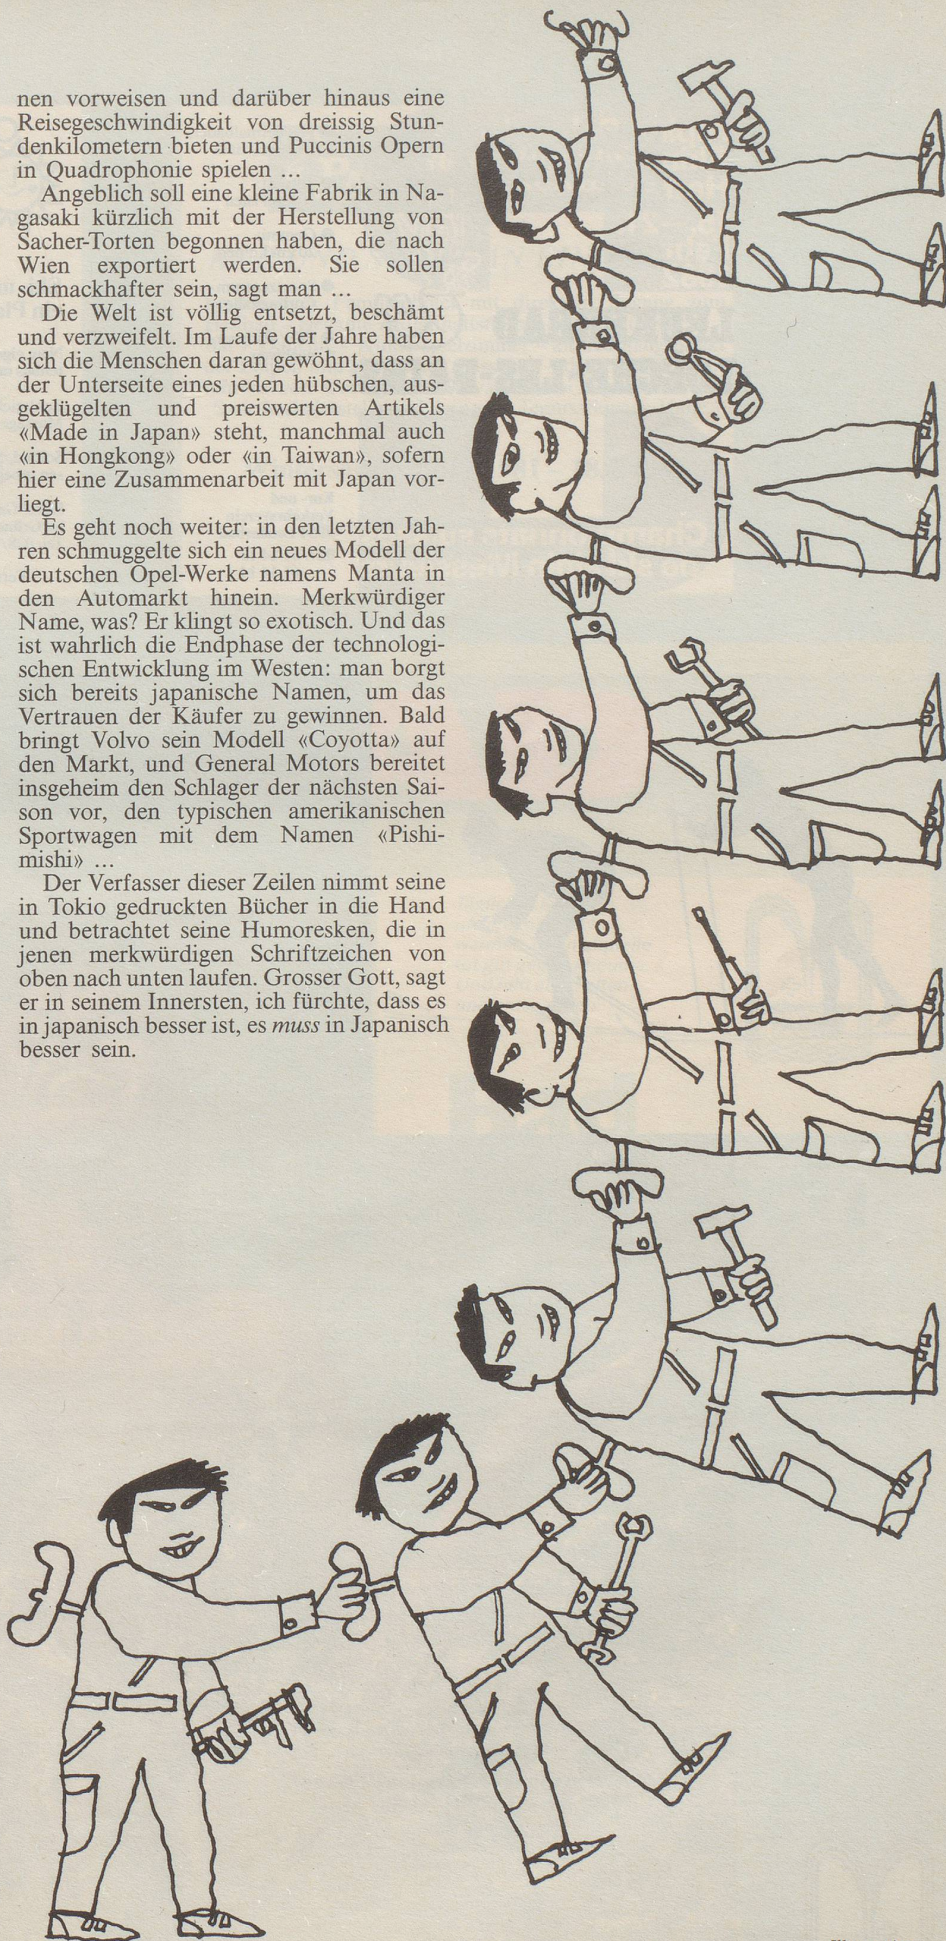 nen vorweisen und darüber hinaus eine
Reisegeschwindigkeit von dreissig Stun-
denkilometern bieten und Puccinis Opern
in Quadrophonie spielen ...
Angeblich soll eine kleine Fabrik in Na-
gasaki kürzlich mit der Herstellung von
Sacher-Torten begonnen haben, die nach
Wien exportiert werden. Sie sollen
schmackhafter sein, sagt man ...
Die Welt ist völlig entsetzt, beschämt
und verzweifelt. Im Laufe der Jahre haben
sich die Menschen daran gewöhnt, dass an
der Unterseite eines jeden hübschen, aus-
geklügelten und preiswerten Artikels
«Made in Japan» steht, manchmal auch
«in Hongkong» oder «in Taiwan», sofern
hier eine Zusammenarbeit mit Japan vor-
liegt.
Es geht noch weiter: in den letzten Jah-
ren schmuggelte sich ein neues Modell der
deutschen Opel-Werke namens Manta in
den Automarkt hinein. Merkwürdiger
Name, was? Er klingt so exotisch. Und das
ist wahrlich die Endphase der technologi-
schen Entwicklung im Westen: man borgt
sich bereits japanische Namen, um das
Vertrauen der Käufer zu gewinnen. Bald
bringt Volvo sein Modell «Coyotta» auf
den Markt, und General Motors bereitet
insgeheim den Schlager der nächsten Sai-
son vor, den typischen amerikanischen
Sportwagen mit dem Namen «Pishi-
mishi» ...
Der Verfasser dieser Zeilen nimmt seine
in Tokio gedruckten Bücher in die Hand
und betrachtet seine Humoresken, die in
jenen merkwürdigen Schriftzeichen von
oben nach unten laufen. Grosser Gott, sagt
er in seinem Innersten, ich fürchte, dass es
in japanisch besser ist, es muss in Japanisch
besser sein.